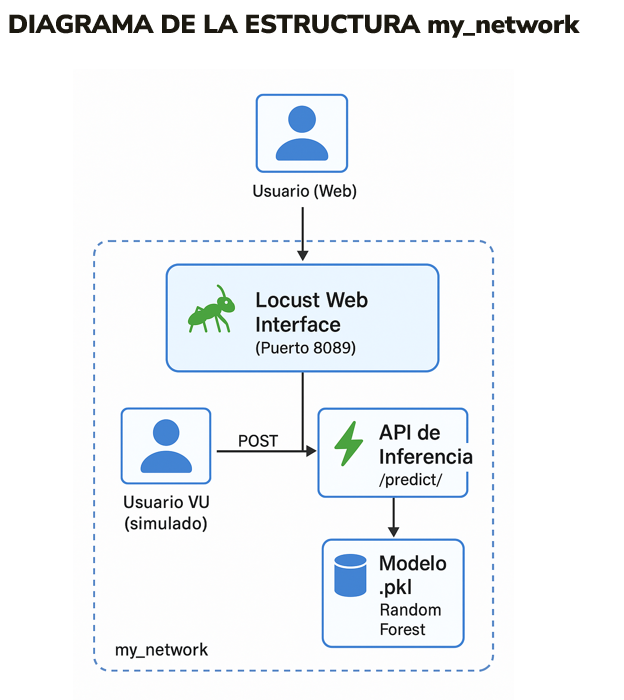 DIAGRAMA DE LA ESTRUCTURA my_network
Usuario (Web)
Locust Web
Interface
(Puerto 8089)
POST
API de
Inferencia
/predict/
Usuario VU
(simulado)
Modelo
.pkl
Random
Forest
my_network